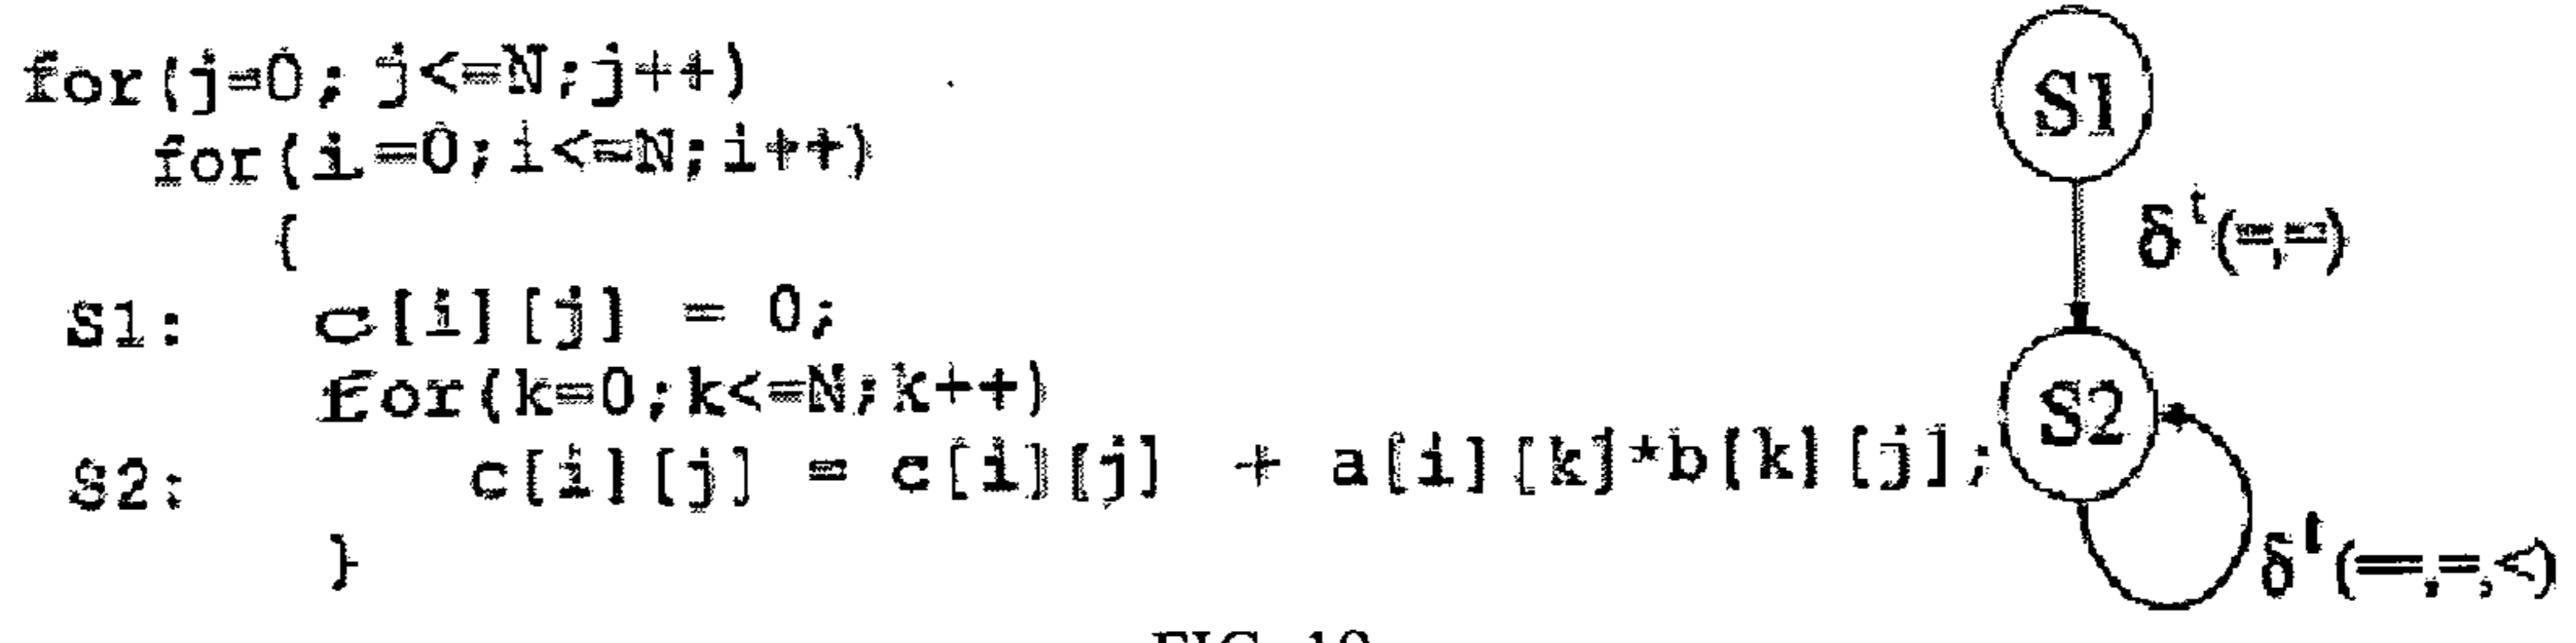 for(j=0; j<=N;j++)
for(i=0;i<=N;i++)
{
S1: c[i][j] = 0;
for(k=0;k<=N;k++)
S2: c[i][j] = c[i][j] + a[i][k]*b[k][j];
}
S1
δᵗ(=,=)
S2
δᵗ(=,=,<)